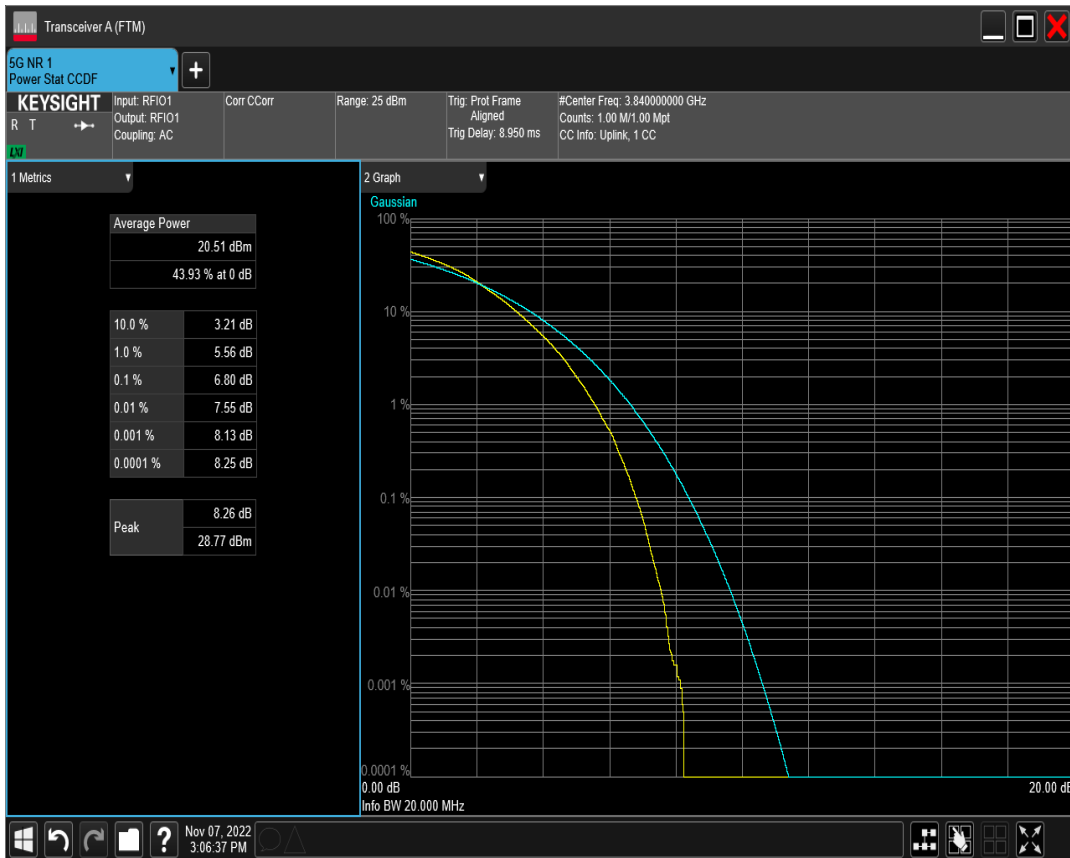 Transceiver A (FTM)
5G NR 1
Power Stat CCDF
+
KEYSIGHT
R T
LXI
Input: RFIO1
Output: RFIO1
Coupling: AC
Corr CCorr
Range: 25 dBm
Trig: Prot Frame
Aligned
Trig Delay: 8.950 ms
#Center Freq: 3.840000000 GHz
Counts: 1.00 M/1.00 Mpt
CC Info: Uplink, 1 CC
1 Metrics
Average Power
20.51 dBm
43.93 % at 0 dB
10.0 % 3.21 dB
1.0 % 5.56 dB
0.1 % 6.80 dB
0.01 % 7.55 dB
0.001 % 8.13 dB
0.0001 % 8.25 dB
Peak
8.26 dB
28.77 dBm
2 Graph
Gaussian
100 %
10 %
1 %
0.1 %
0.01 %
0.001 %
0.0001 %
0.00 dB 20.00 dB
Info BW 20.000 MHz
?
Nov 07, 2022
3:06:37 PM